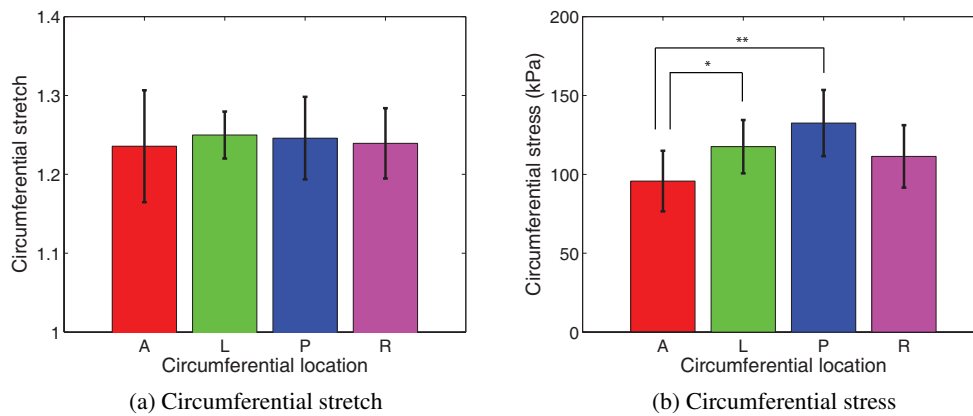 1.4
1.3
1.2
1.1
1
Circumferential stretch
A L P R
Circumferential location
(a) Circumferential stretch
200
150
100
50
0
Circumferential stress (kPa)
**
*
A L P R
Circumferential location
(b) Circumferential stress